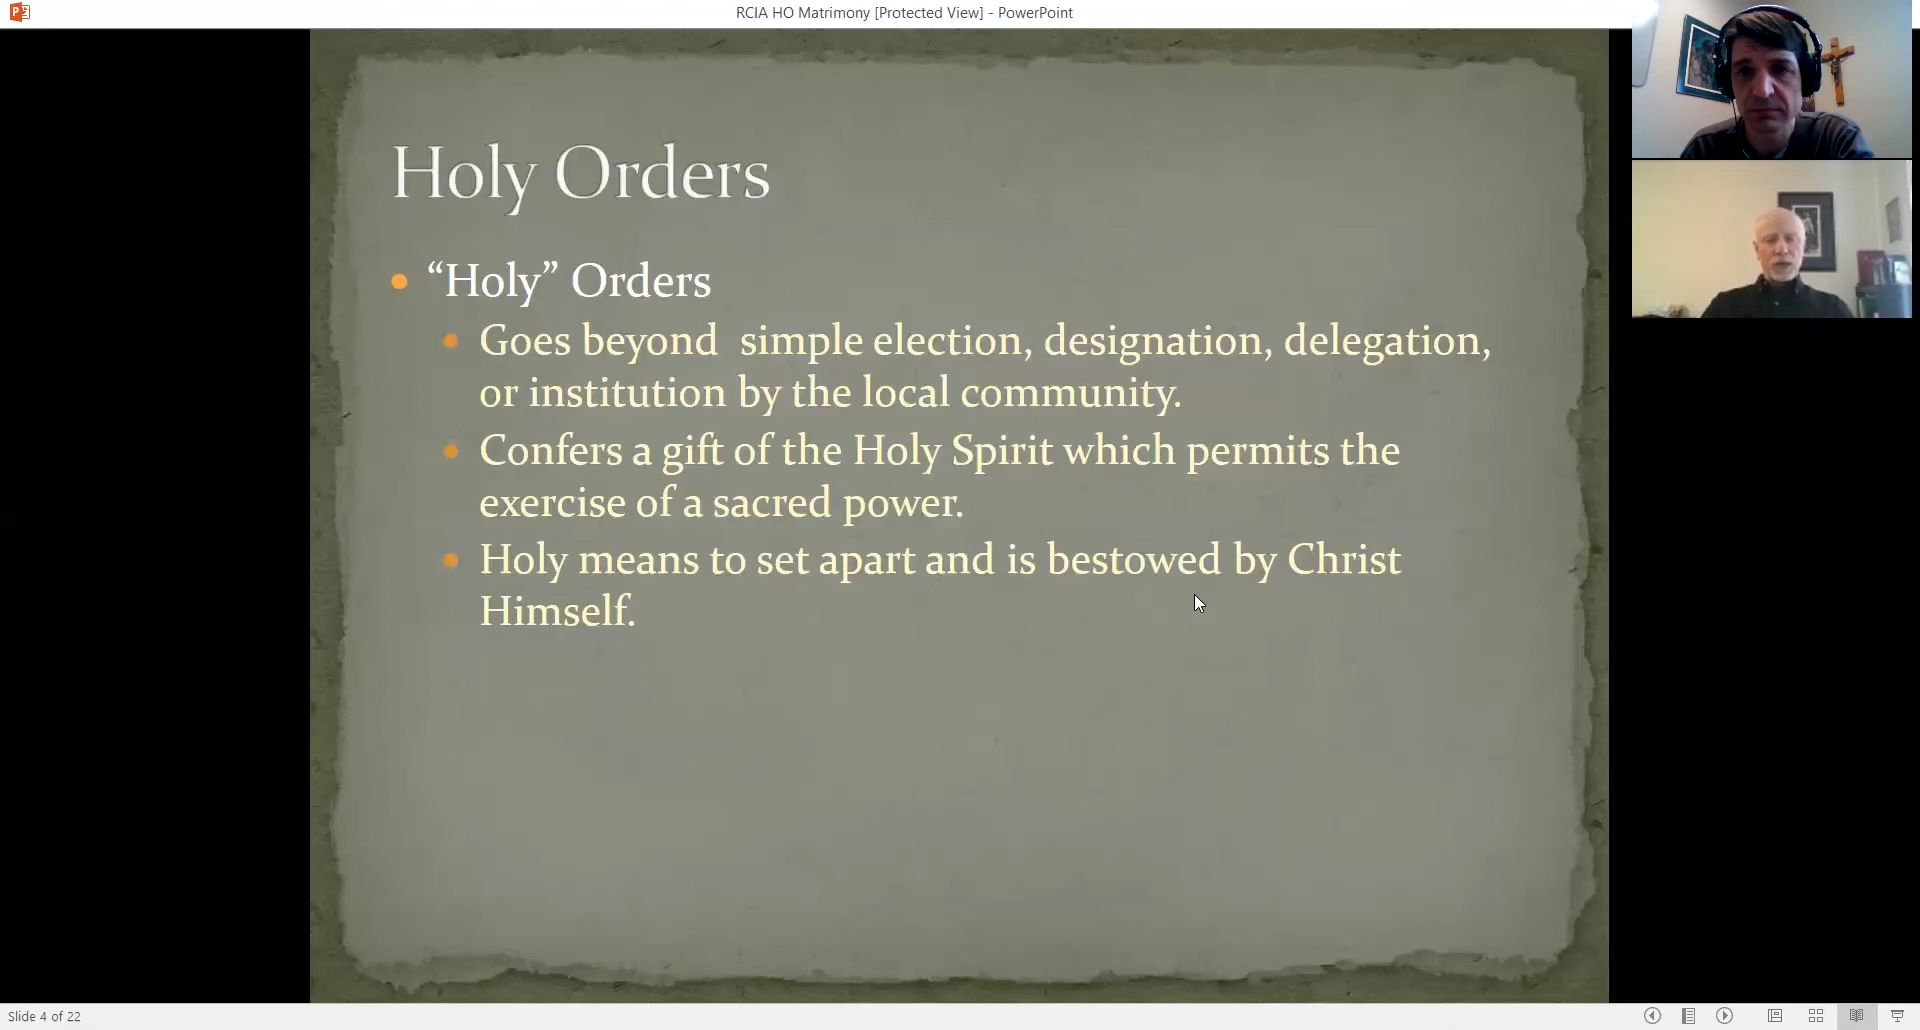 RCIA HO Matrimony [Protected View] - PowerPoint
Holy Orders
“Holy” Orders
Goes beyond  simple election, designation, delegation,
or institution by the local community.
Confers a gift of the Holy Spirit which permits the
exercise of a sacred power.
Holy means to set apart and is bestowed by Christ
Himself.
Slide 4 of 22